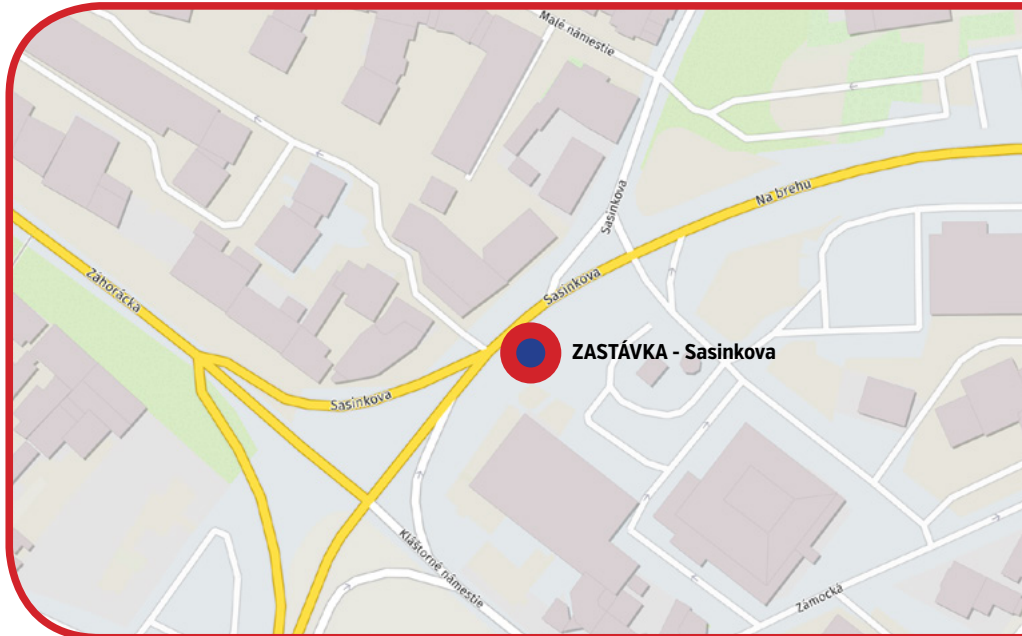 Malé námestie
Na brehu
Sasinkova
Záhorácka
Sasinkova
ZASTÁVKA - Sasinkova
Sasinkova
Kláštorné námestie
Zámocká